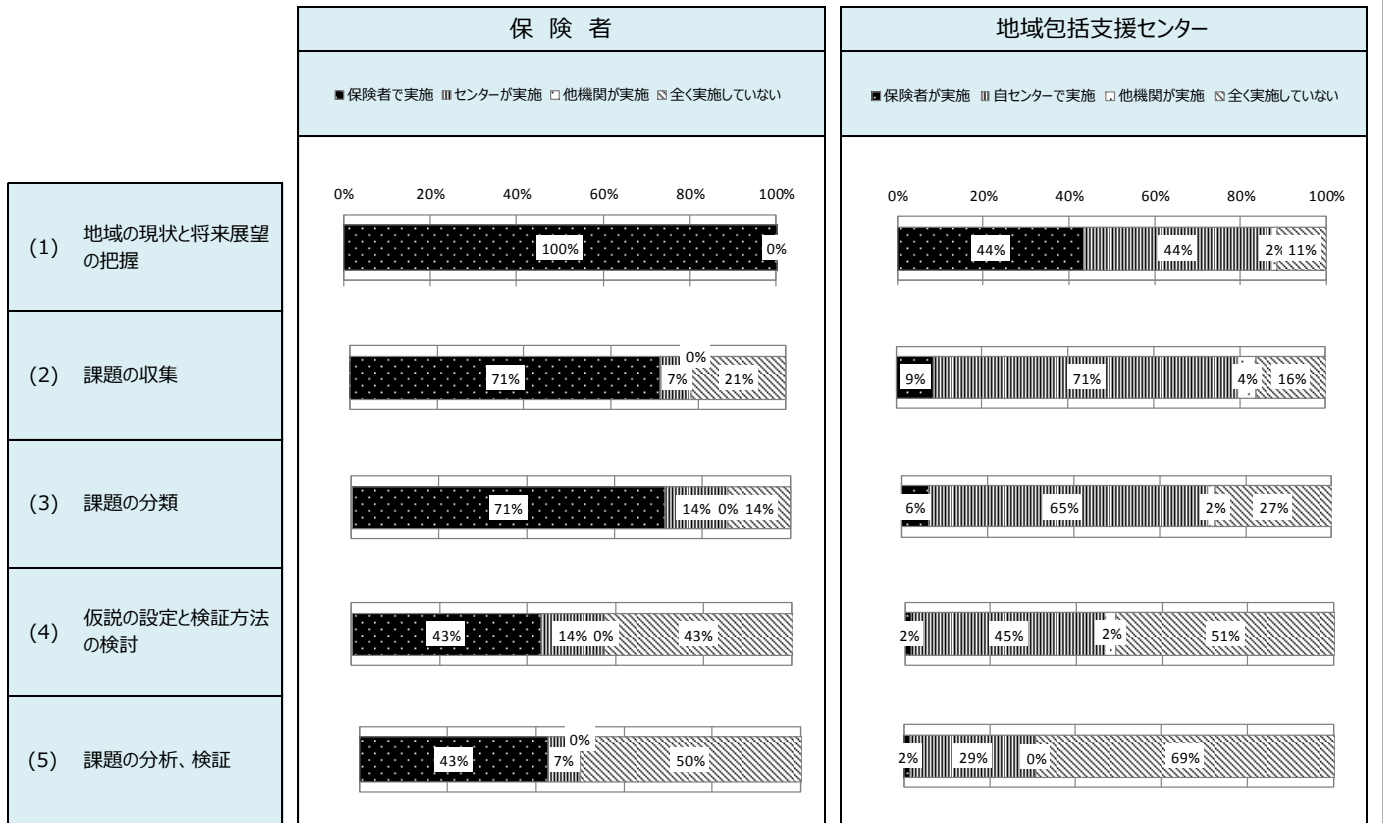 保 険 者
■保険者で実施 センターが実施 他機関が実施 全く実施していない
地域包括支援センター
■保険者が実施 自センターで実施 他機関が実施 全く実施していない
(1) 地域の現状と将来展望
の把握
0% 20% 40% 60% 80% 100%
100% 0%
0% 20% 40% 60% 80% 100%
44% 44% 2% 11%
(2) 課題の収集
71% 7% 0% 21%
9% 71% 4% 16%
(3) 課題の分類
71% 14% 0% 14%
6% 65% 2% 27%
(4) 仮説の設定と検証方法
の検討
43% 14% 0% 43%
2% 45% 2% 51%
(5) 課題の分析、検証
43% 7% 0% 50%
2% 29% 0% 69%